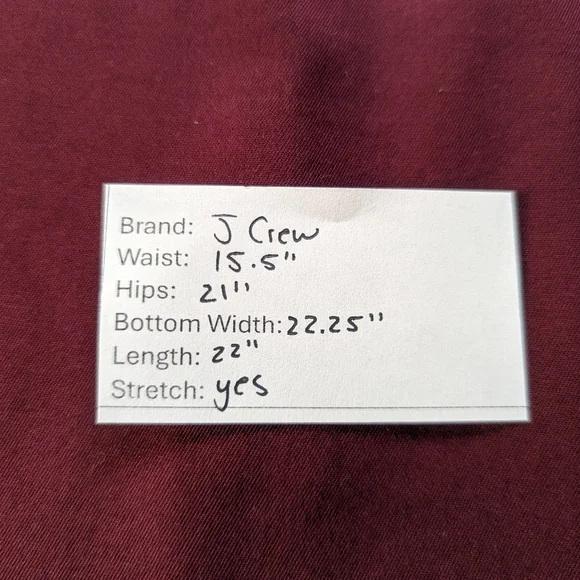 Brand: J Crew
Waist: 15.5"
Hips: 21"
Bottom Width: 22.25"
Length: 22"
Stretch: yes